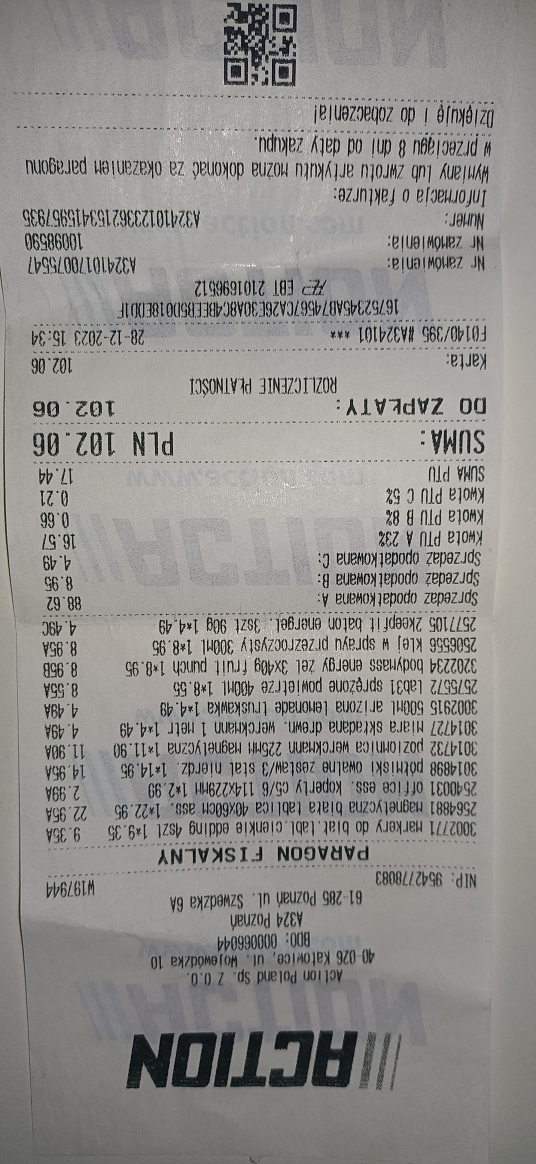 ACTION
Action Poland Sp. Z O.O.
40-026 Katowice, ul. Wojewódzka 10
BDO: 000066044
A324 Poznań
61-285 Poznań ul. Szwedzka 6A
NIP: 9542778083 W197944
PARAGON FISKALNY
3002771 Markery do biał.tabl.cienkie edding 4szt 1*9.35 9.35A
2564881 magnetyczna biała tablica 40x60cm ass. 1*22.95 22.95A
2540031 office ess. koperty c5/6 114x229mm 1*2.99 2.99A
3014898 półmiski owalne zestaw/3 stal nierdz. 1*14.95 14.95A
3014732 poziomica werckmann 225mm magnetyczna 1*11.90 11.90A
3014727 miara składana drewn. werckmann 1 metr 1*4.49 4.49A
3002915 500ml arizona lemonade truskawka 1*4.49 4.49A
2575572 lab31 sprężone powietrze 400ml 1*8.55 8.55A
3202234 bodymass energy żel 3x40g fruit punch 1*8.95 8.95B
2506556 klej w sprayu przezroczysty 300ml 1*8.95 8.95A
2577105 2keepfit baton energet. 3szt 90g 1*4.49 4.49C
Sprzedaż opodatkowana A: 88.62
Sprzedaż opodatkowana B: 8.95
Sprzedaż opodatkowana C: 4.49
Kwota PTU A 23% 16.57
Kwota PTU B 8% 0.66
Kwota PTU C 5% 0.21
SUMA PTU 17.44
SUMA: PLN 102.06
DO ZAPŁATY: 102.06
ROZLICZENIE PŁATNOŚCI
Karta: 102.06
F0140/395 #A324101 *** 28-12-2023 15:34
EBT 2101696512
Nr zamówienia: A3241017007547
Nr zamówienia: 10098590
Numer:
Informacja o fakturze:
Wymiany lub zwrotu artykułu można dokonać za okazaniem paragonu
w przeciągu 8 dni od daty zakupu.
Dziękuję i do zobaczenia!